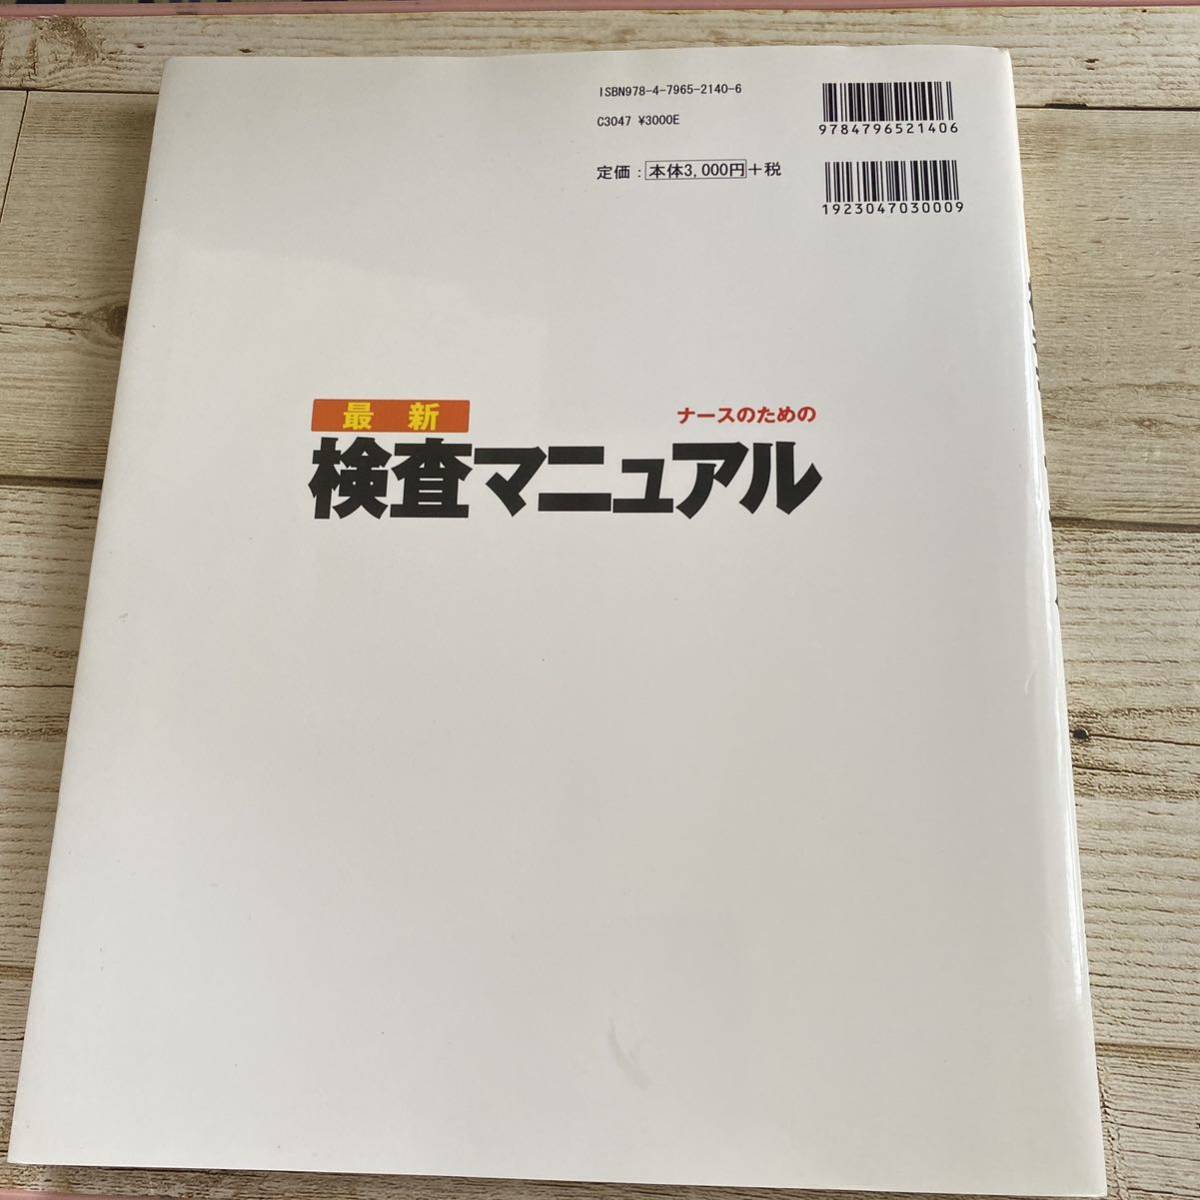 ISBN978-4-7965-2140-6
C3047 ¥3000E
定価：本体3,000円+税
9784796521406
1923047030009
最新
ナースのための
検査マニュアル